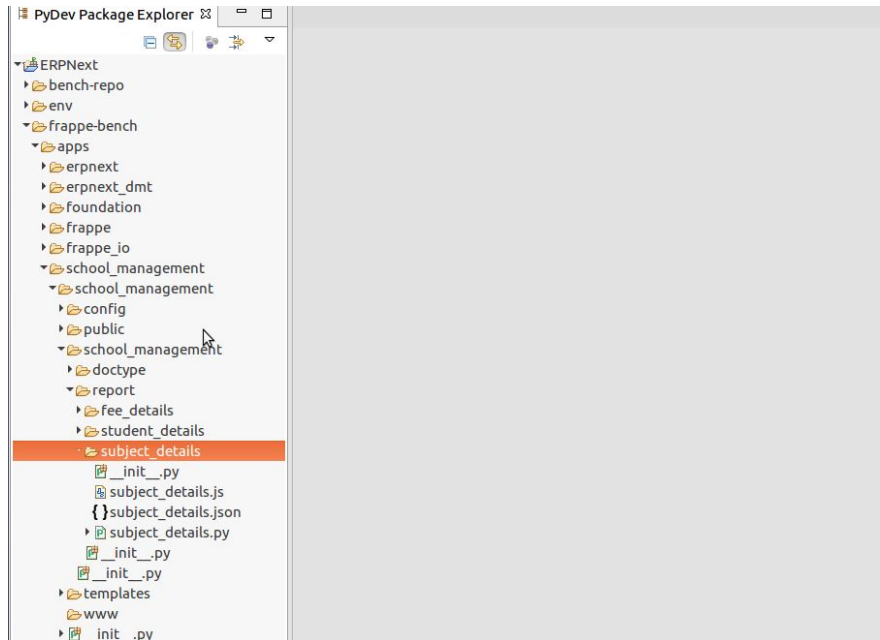 PyDev Package Explorer
ERPNext
bench-repo
env
frappe-bench
apps
erpnext
erpnext_dmt
foundation
frappe
frappe_io
school_management
school_management
config
public
school_management
doctype
report
fee_details
student_details
subject_details
__init__.py
subject_details.js
subject_details.json
subject_details.py
__init__.py
__init__.py
templates
www
__init__.py